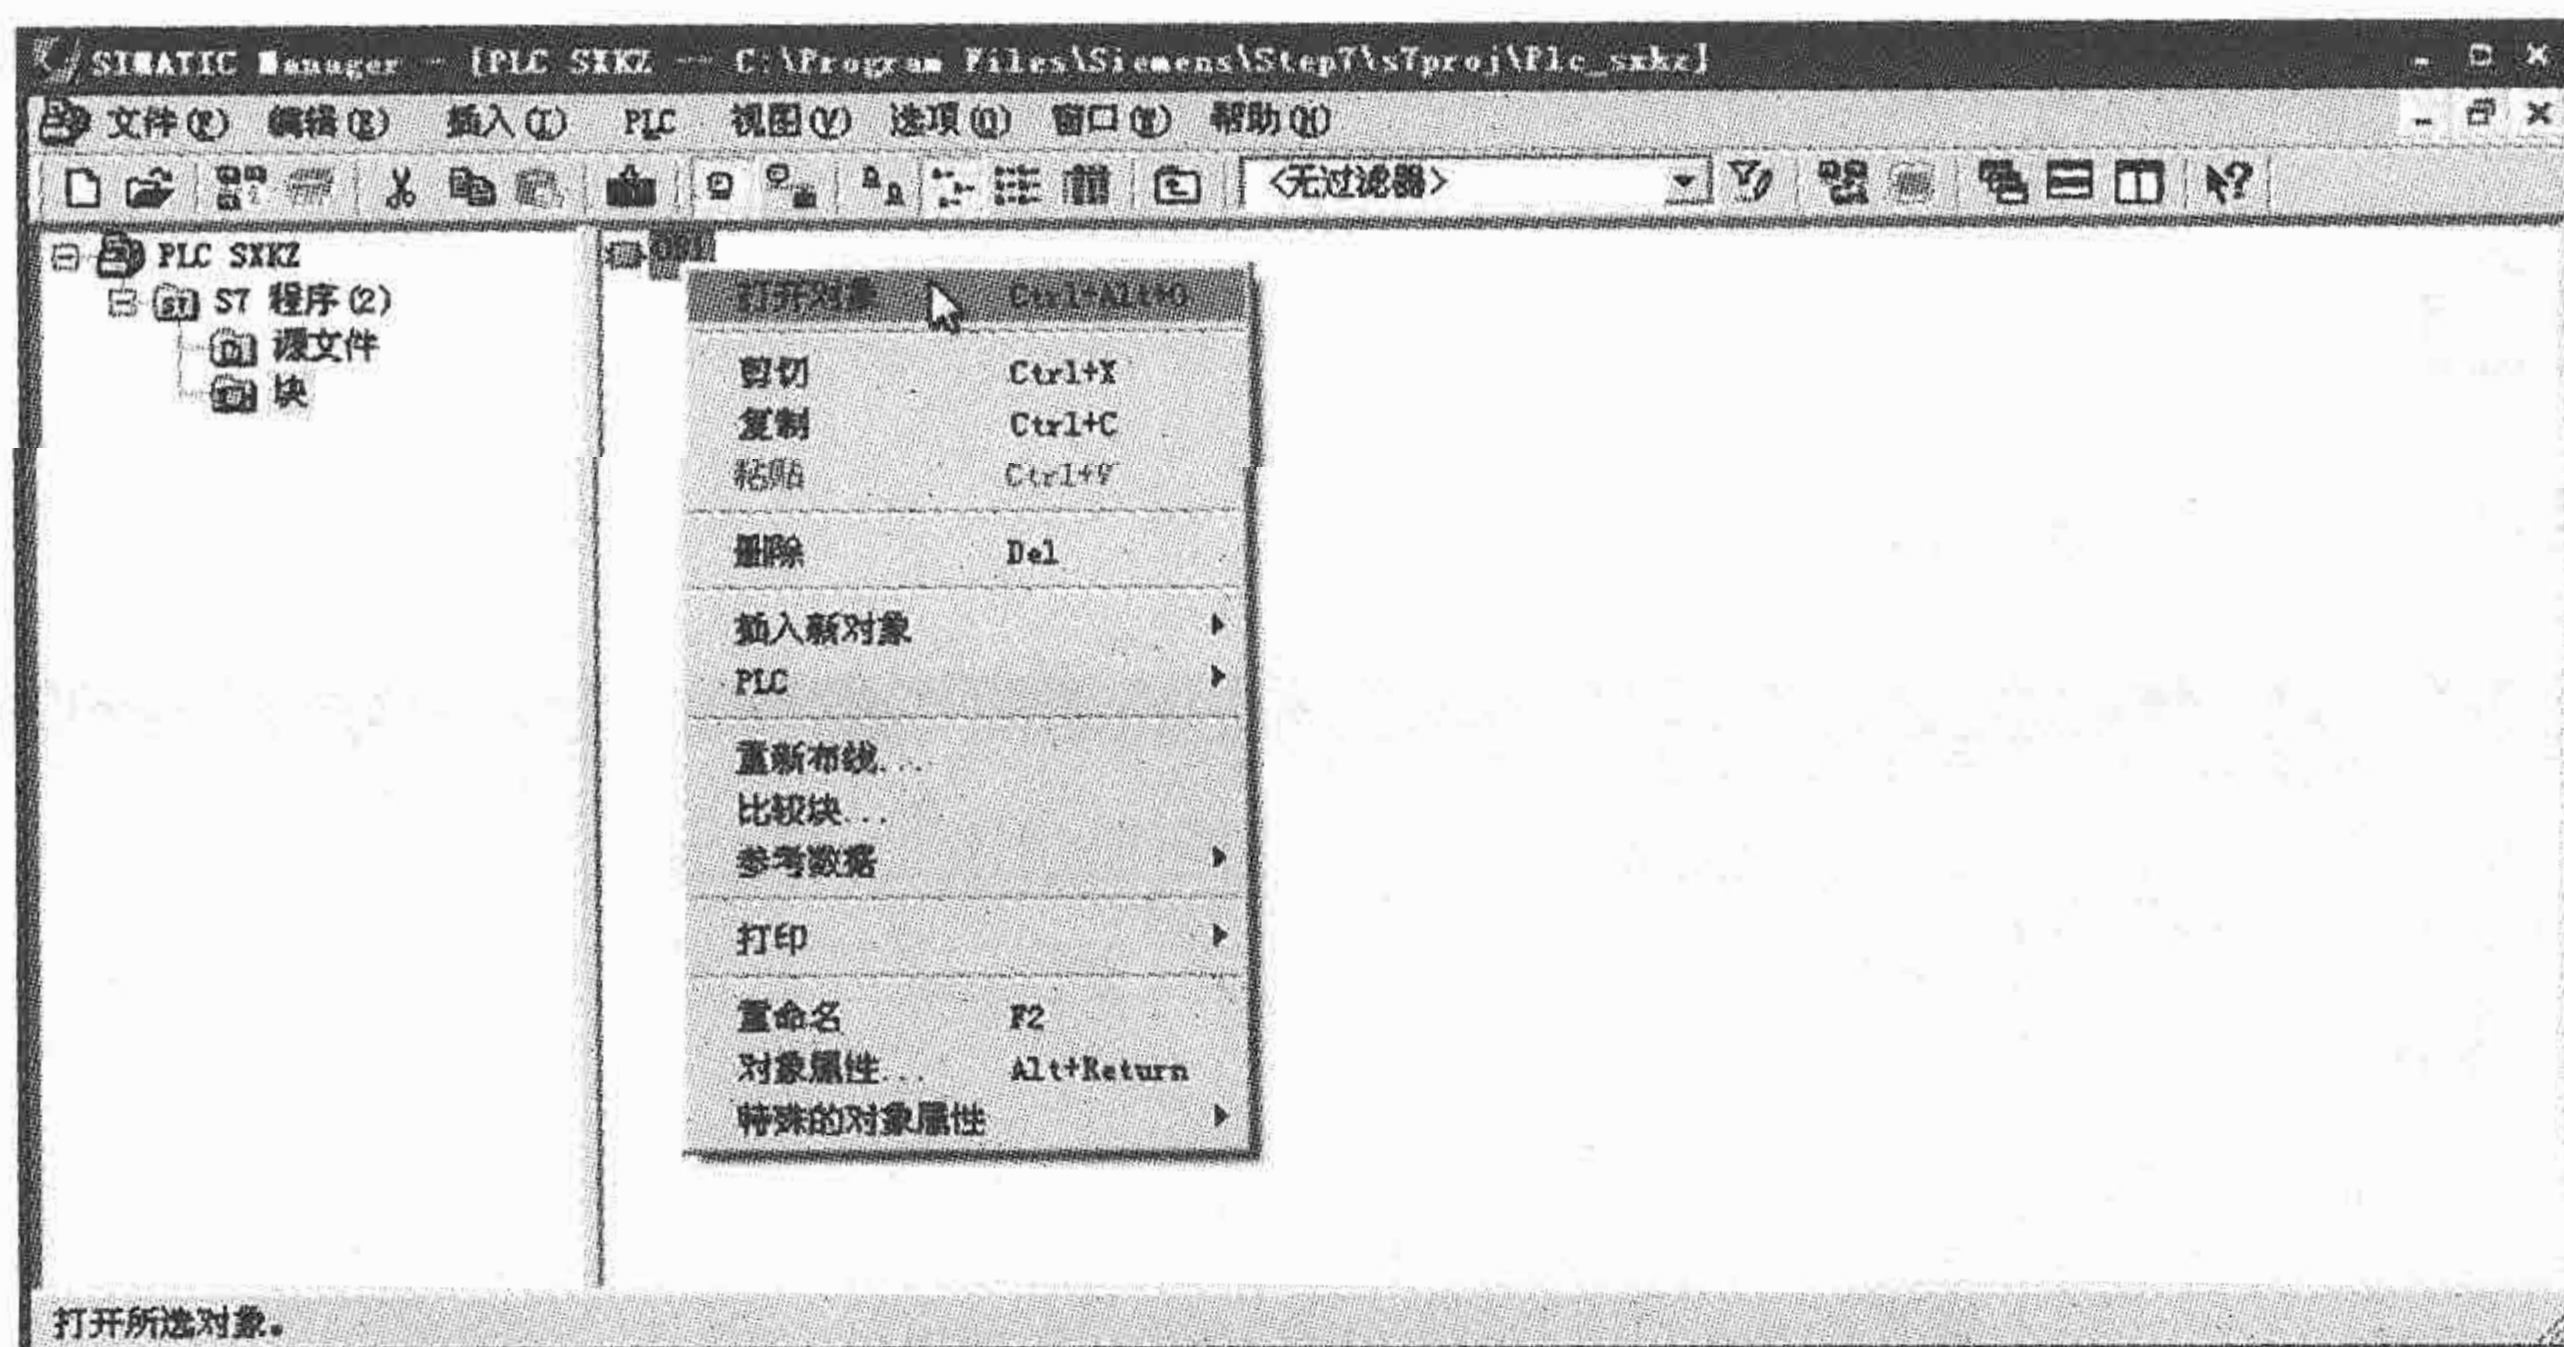 SIMATIC Manager - [PLC SXKZ -- C:\Program Files\Siemens\Step7\s7proj\Plc_sxkz]
文件(F) 编辑(E) 插入(I) PLC 视图(V) 选项(O) 窗口(W) 帮助(H)
<无过滤器>
PLC SXKZ
S7 程序(2)
源文件
块
OB1
打开对象 Ctrl+Alt+O
剪切 Ctrl+X
复制 Ctrl+C
粘贴 Ctrl+V
删除 Del
插入新对象
PLC
重新布线...
比较块...
参考数据
打印
重命名 F2
对象属性... Alt+Return
特殊的对象属性
打开所选对象。